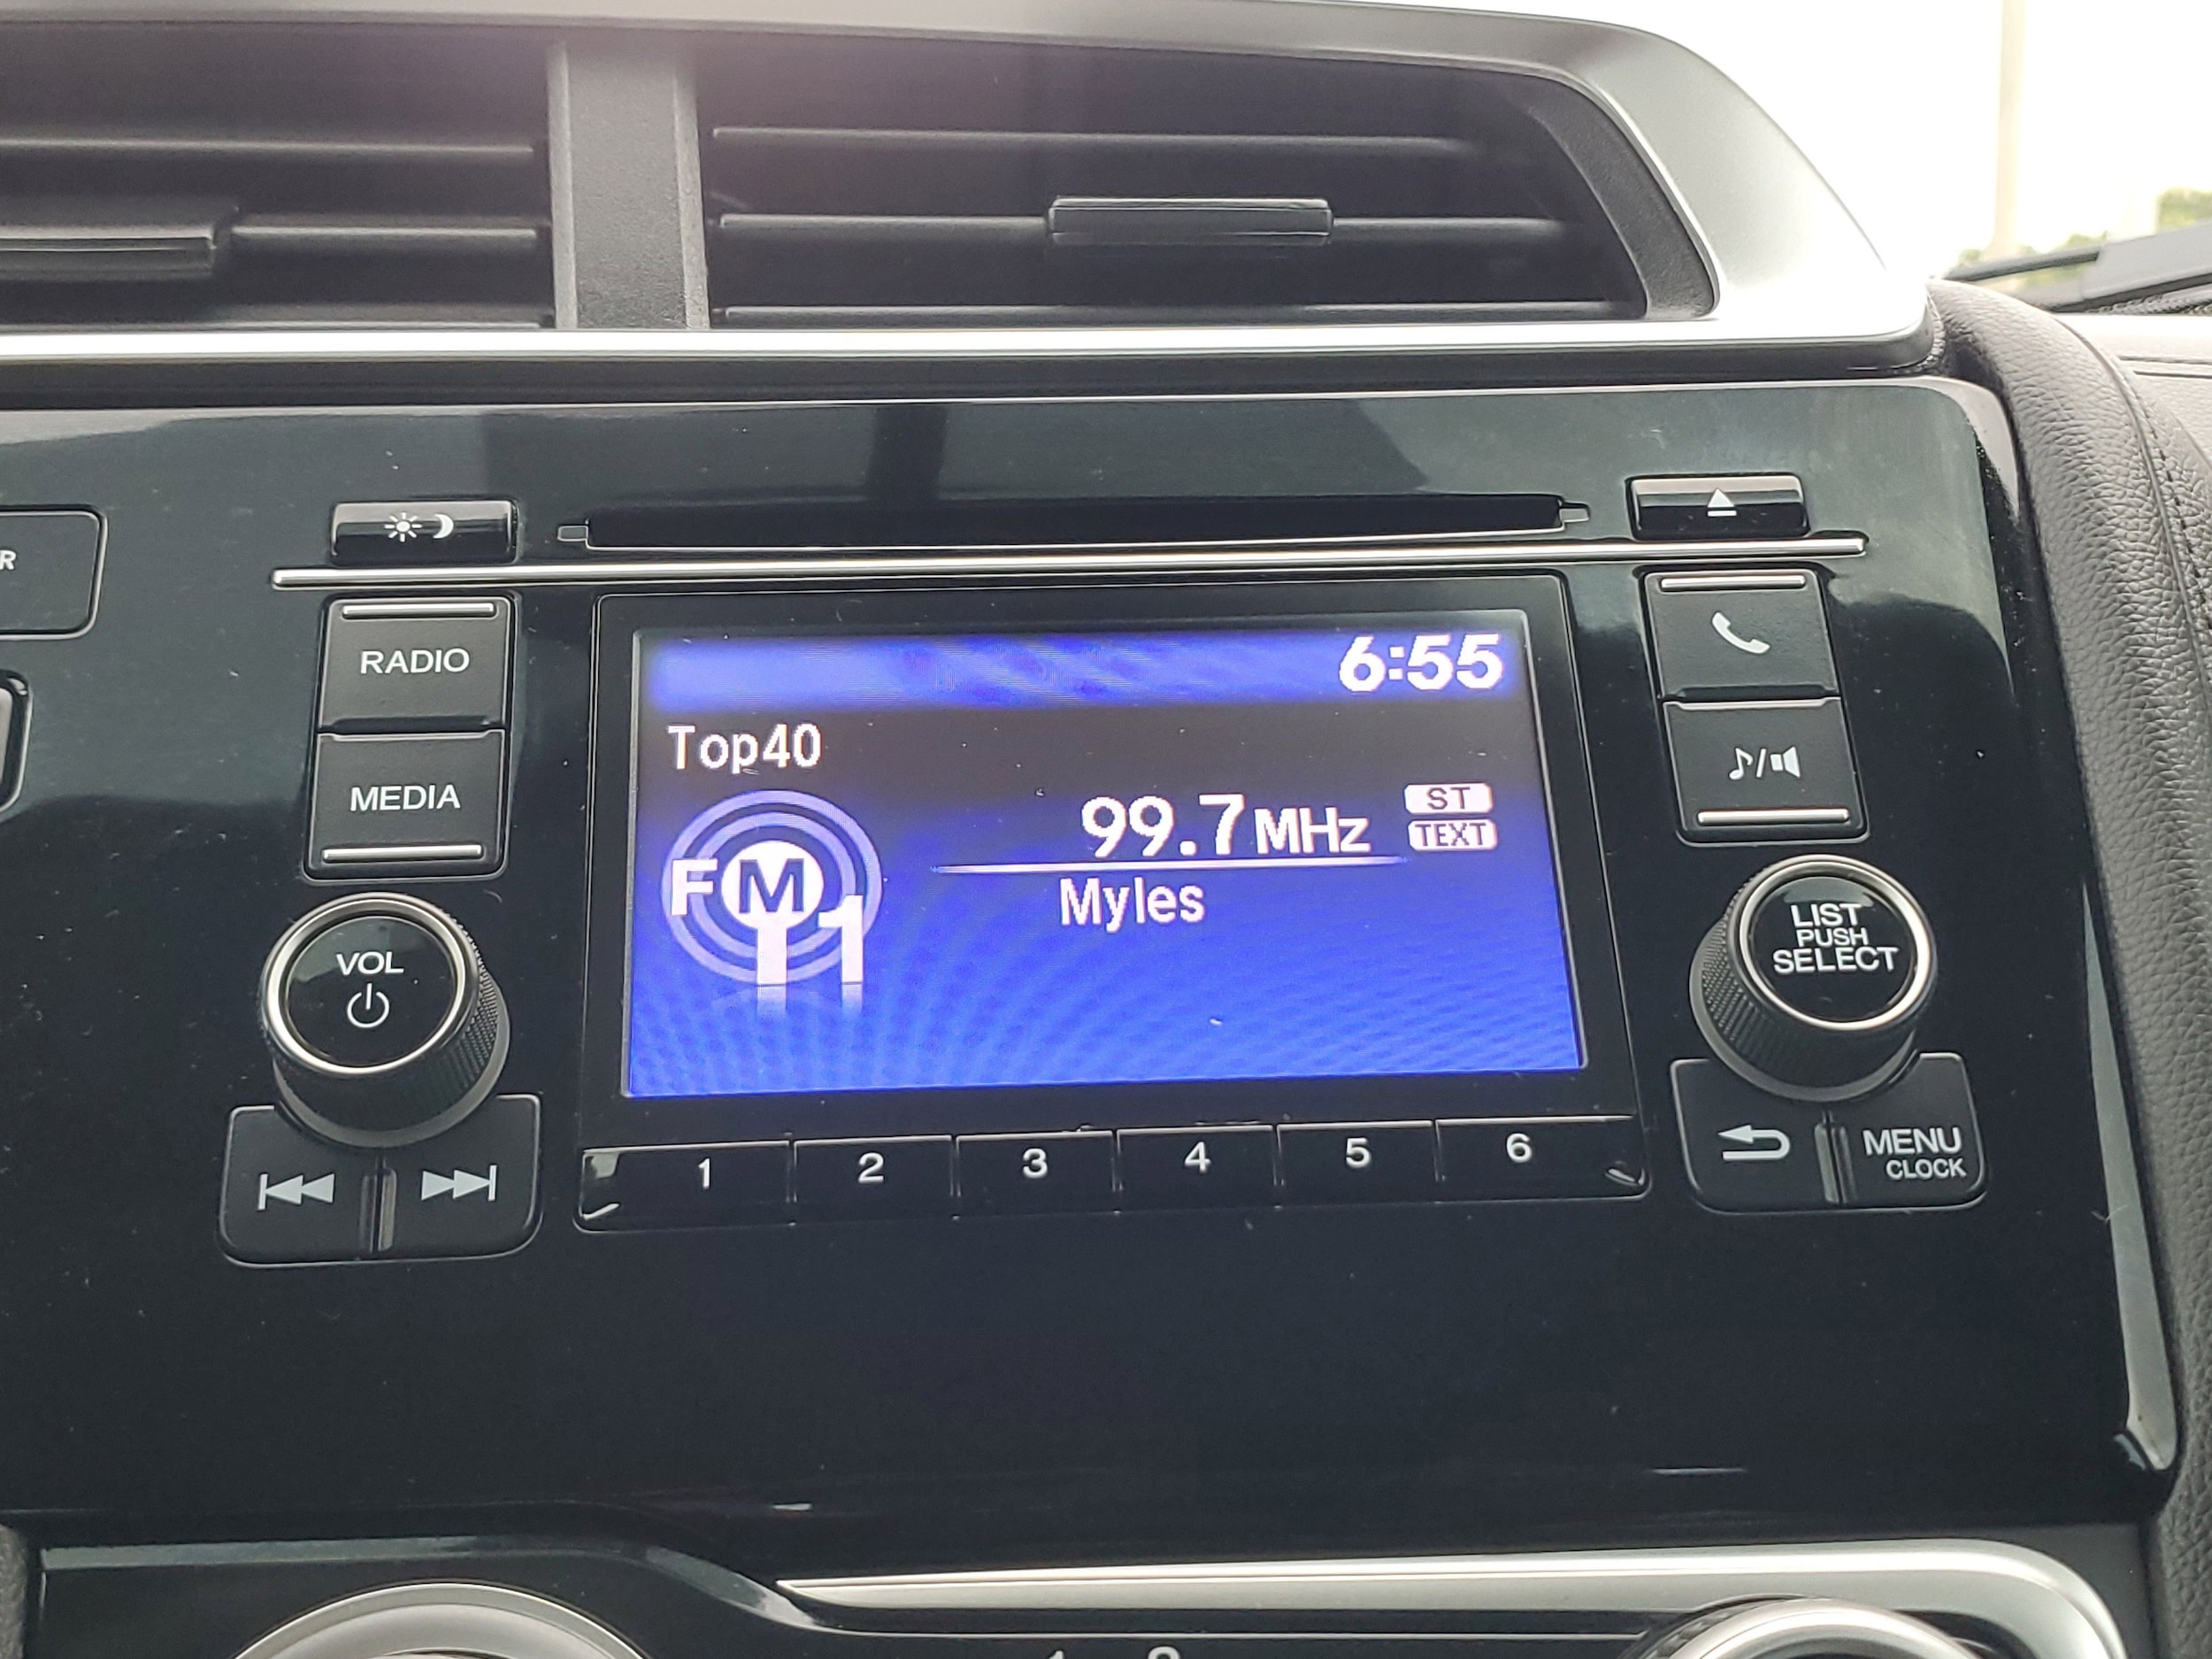 R
RADIO
MEDIA
VOL
6:55
Top40
99.7MHz
ST
TEXT
FM
1
Myles
LIST
PUSH
SELECT
MENU
CLOCK
1 2 3 4 5 6